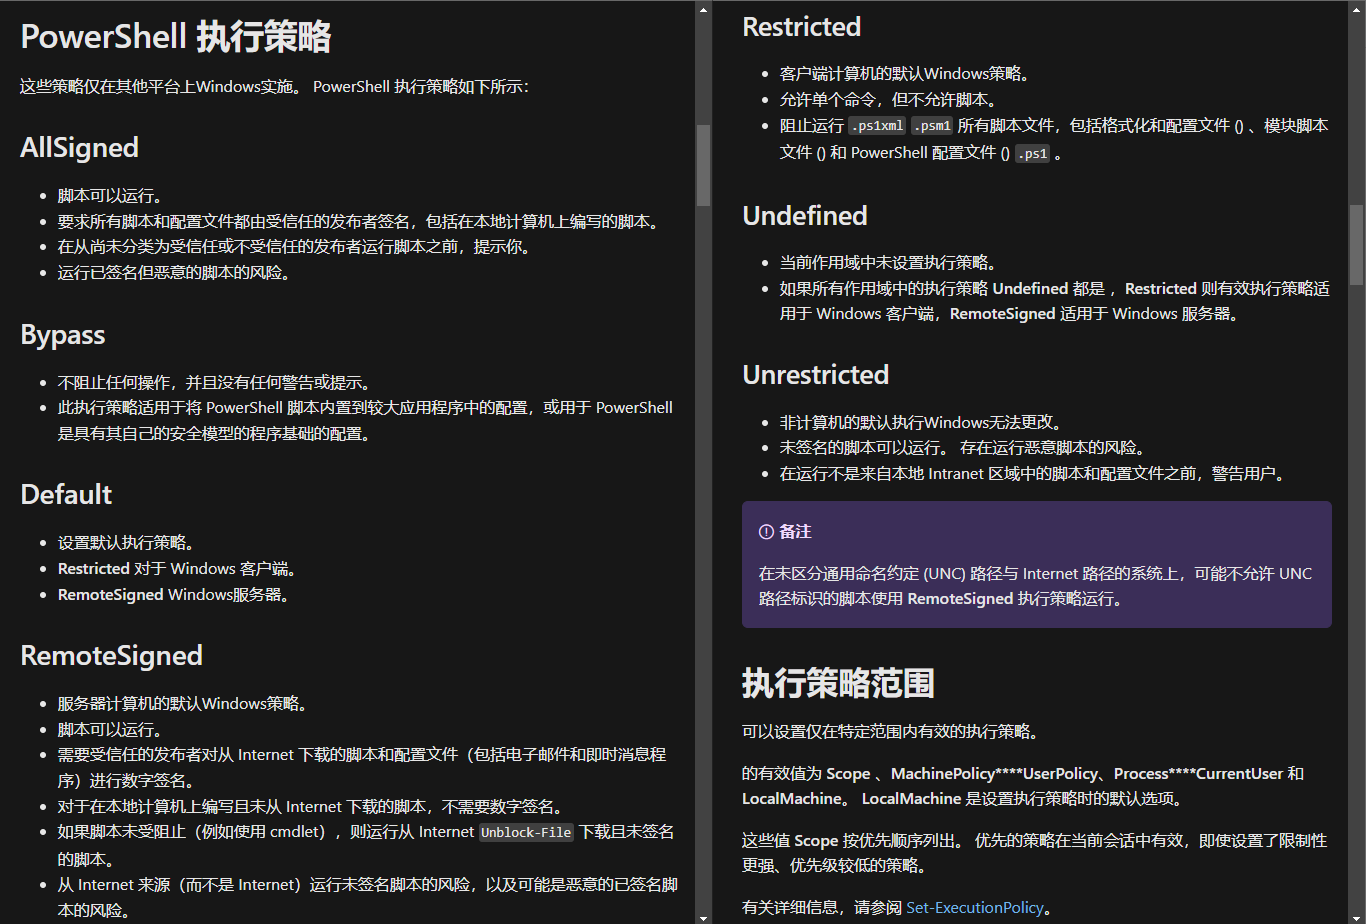 PowerShell 执行策略
这些策略仅在其他平台上Windows实施。 PowerShell 执行策略如下所示：
AllSigned
脚本可以运行。
要求所有脚本和配置文件都由受信任的发布者签名，包括在本地计算机上编写的脚本。
在从尚未分类为受信任或不受信任的发布者运行脚本之前，提示你。
运行已签名但恶意的脚本的风险。
Bypass
不阻止任何操作，并且没有任何警告或提示。
此执行策略适用于将 PowerShell 脚本内置到较大应用程序中的配置，或用于 PowerShell
是具有其自己的安全模型的程序基础的配置。
Default
设置默认执行策略。
Restricted 对于 Windows 客户端。
RemoteSigned Windows服务器。
RemoteSigned
服务器计算机的默认Windows策略。
脚本可以运行。
需要受信任的发布者对从 Internet 下载的脚本和配置文件（包括电子邮件和即时消息程
序）进行数字签名。
对于在本地计算机上编写且未从 Internet 下载的脚本，不需要数字签名。
如果脚本未受阻止（例如使用 cmdlet），则运行从 Internet Unblock-File 下载且未签名
的脚本。
从 Internet 来源（而不是 Internet）运行未签名脚本的风险，以及可能是恶意的已签名脚
本的风险。
Restricted
客户端计算机的默认Windows策略。
允许单个命令，但不允许脚本。
阻止运行 .ps1xml .psm1 所有脚本文件，包括格式化和配置文件 () 、模块脚本
文件 () 和 PowerShell 配置文件 () .ps1 。
Undefined
当前作用域中未设置执行策略。
如果所有作用域中的执行策略 Undefined 都是 ，Restricted 则有效执行策略适
用于 Windows 客户端，RemoteSigned 适用于 Windows 服务器。
Unrestricted
非计算机的默认执行Windows无法更改。
未签名的脚本可以运行。 存在运行恶意脚本的风险。
在运行不是来自本地 Intranet 区域中的脚本和配置文件之前，警告用户。
备注
在未区分通用命名约定 (UNC) 路径与 Internet 路径的系统上，可能不允许 UNC
路径标识的脚本使用 RemoteSigned 执行策略运行。
执行策略范围
可以设置仅在特定范围内有效的执行策略。
的有效值为 Scope 、MachinePolicy****UserPolicy、Process****CurrentUser 和
LocalMachine。 LocalMachine 是设置执行策略时的默认选项。
这些值 Scope 按优先顺序列出。 优先的策略在当前会话中有效，即使设置了限制性
更强、优先级较低的策略。
有关详细信息，请参阅 Set-ExecutionPolicy。